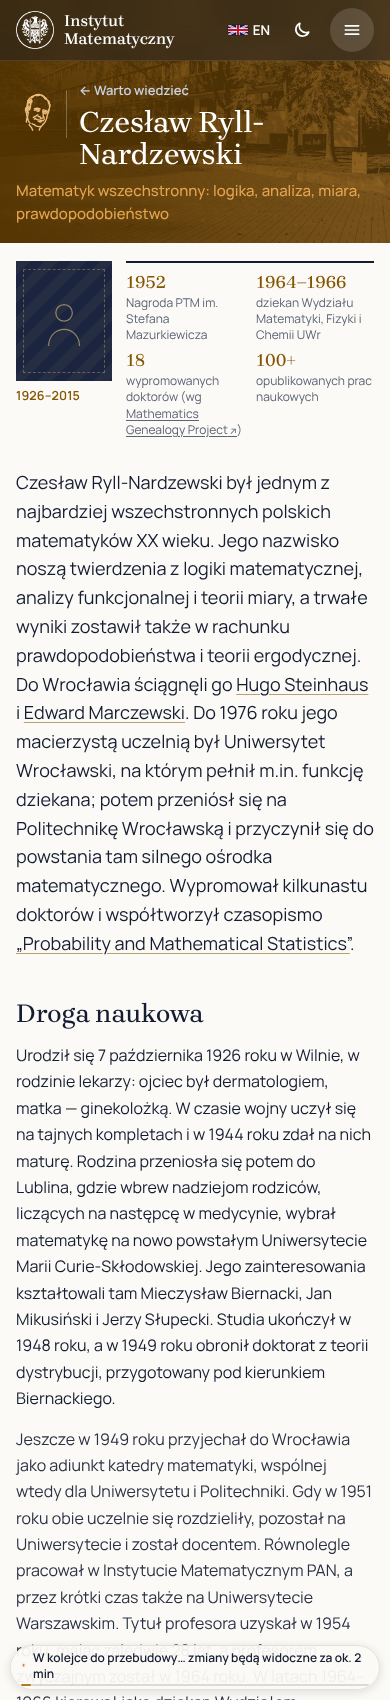 Instytut
Matematyczny
EN
← Warto wiedzieć
Czesław Ryll-
Nardzewski
Matematyk wszechstronny: logika, analiza, miara,
prawdopodobieństwo
1926–2015
1952
Nagroda PTM im.
Stefana
Mazurkiewicza
1964–1966
dziekan Wydziału
Matematyki, Fizyki i
Chemii UWr
18
wypromowanych
doktorów (wg
Mathematics
Genealogy Project ↗)
100+
opublikowanych prac
naukowych
Czesław Ryll-Nardzewski był jednym z
najbardziej wszechstronnych polskich
matematyków XX wieku. Jego nazwisko
noszą twierdzenia z logiki matematycznej,
analizy funkcjonalnej i teorii miary, a trwałe
wyniki zostawił także w rachunku
prawdopodobieństwa i teorii ergodycznej.
Do Wrocławia ściągnęli go Hugo Steinhaus
i Edward Marczewski. Do 1976 roku jego
macierzystą uczelnią był Uniwersytet
Wrocławski, na którym pełnił m.in. funkcję
dziekana; potem przeniósł się na
Politechnikę Wrocławską i przyczynił się do
powstania tam silnego ośrodka
matematycznego. Wypromował kilkunastu
doktorów i współtworzył czasopismo
„Probability and Mathematical Statistics”.
Droga naukowa
Urodził się 7 października 1926 roku w Wilnie, w
rodzinie lekarzy: ojciec był dermatologiem,
matka — ginekolożką. W czasie wojny uczył się
na tajnych kompletach i w 1944 roku zdał na nich
maturę. Rodzina przeniosła się potem do
Lublina, gdzie wbrew nadziejom rodziców,
liczących na następcę w medycynie, wybrał
matematykę na nowo powstałym Uniwersytecie
Marii Curie-Skłodowskiej. Jego zainteresowania
kształtowali tam Mieczysław Biernacki, Jan
Mikusiński i Jerzy Słupecki. Studia ukończył w
1948 roku, a w 1949 roku obronił doktorat z teorii
dystrybucji, przygotowany pod kierunkiem
Biernackiego.
Jeszcze w 1949 roku przyjechał do Wrocławia
jako adiunkt katedry matematyki, wspólnej
wtedy dla Uniwersytetu i Politechniki. Gdy w 1951
roku obie uczelnie się rozdzieliły, pozostał na
Uniwersytecie i został docentem. Równolegle
pracował w Instytucie Matematycznym PAN, a
przez krótki czas także na Uniwersytecie
Warszawskim. Tytuł profesora uzyskał w 1954
W kolejce do przebudowy… zmiany będą widoczne za ok. 2
min